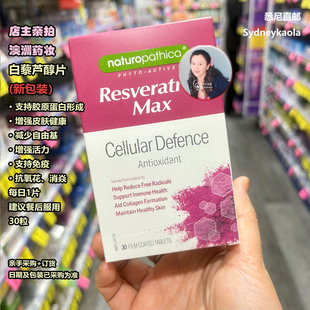 店主亲拍
澳洲药妆
白藜芦醇片
(新包装)
• 支持胶原蛋白形成
• 增强皮肤健康
• 减少自由基
• 增强活力
• 支持免疫
• 抗氧花、消焱
每日1片
建议餐后服用
30粒
亲手采购+订货
日期及包装已采购为准
悉尼直邮
Sydneykaola
naturopathica
PHYTO-ACTIVE
Resverati
Max
Cellular Defence
Antioxidant
Help Reduce Free Radicals
Support Immune Health
Aid Collagen Formation
Maintain Healthy Skin
30 FILM COATED TABLETS